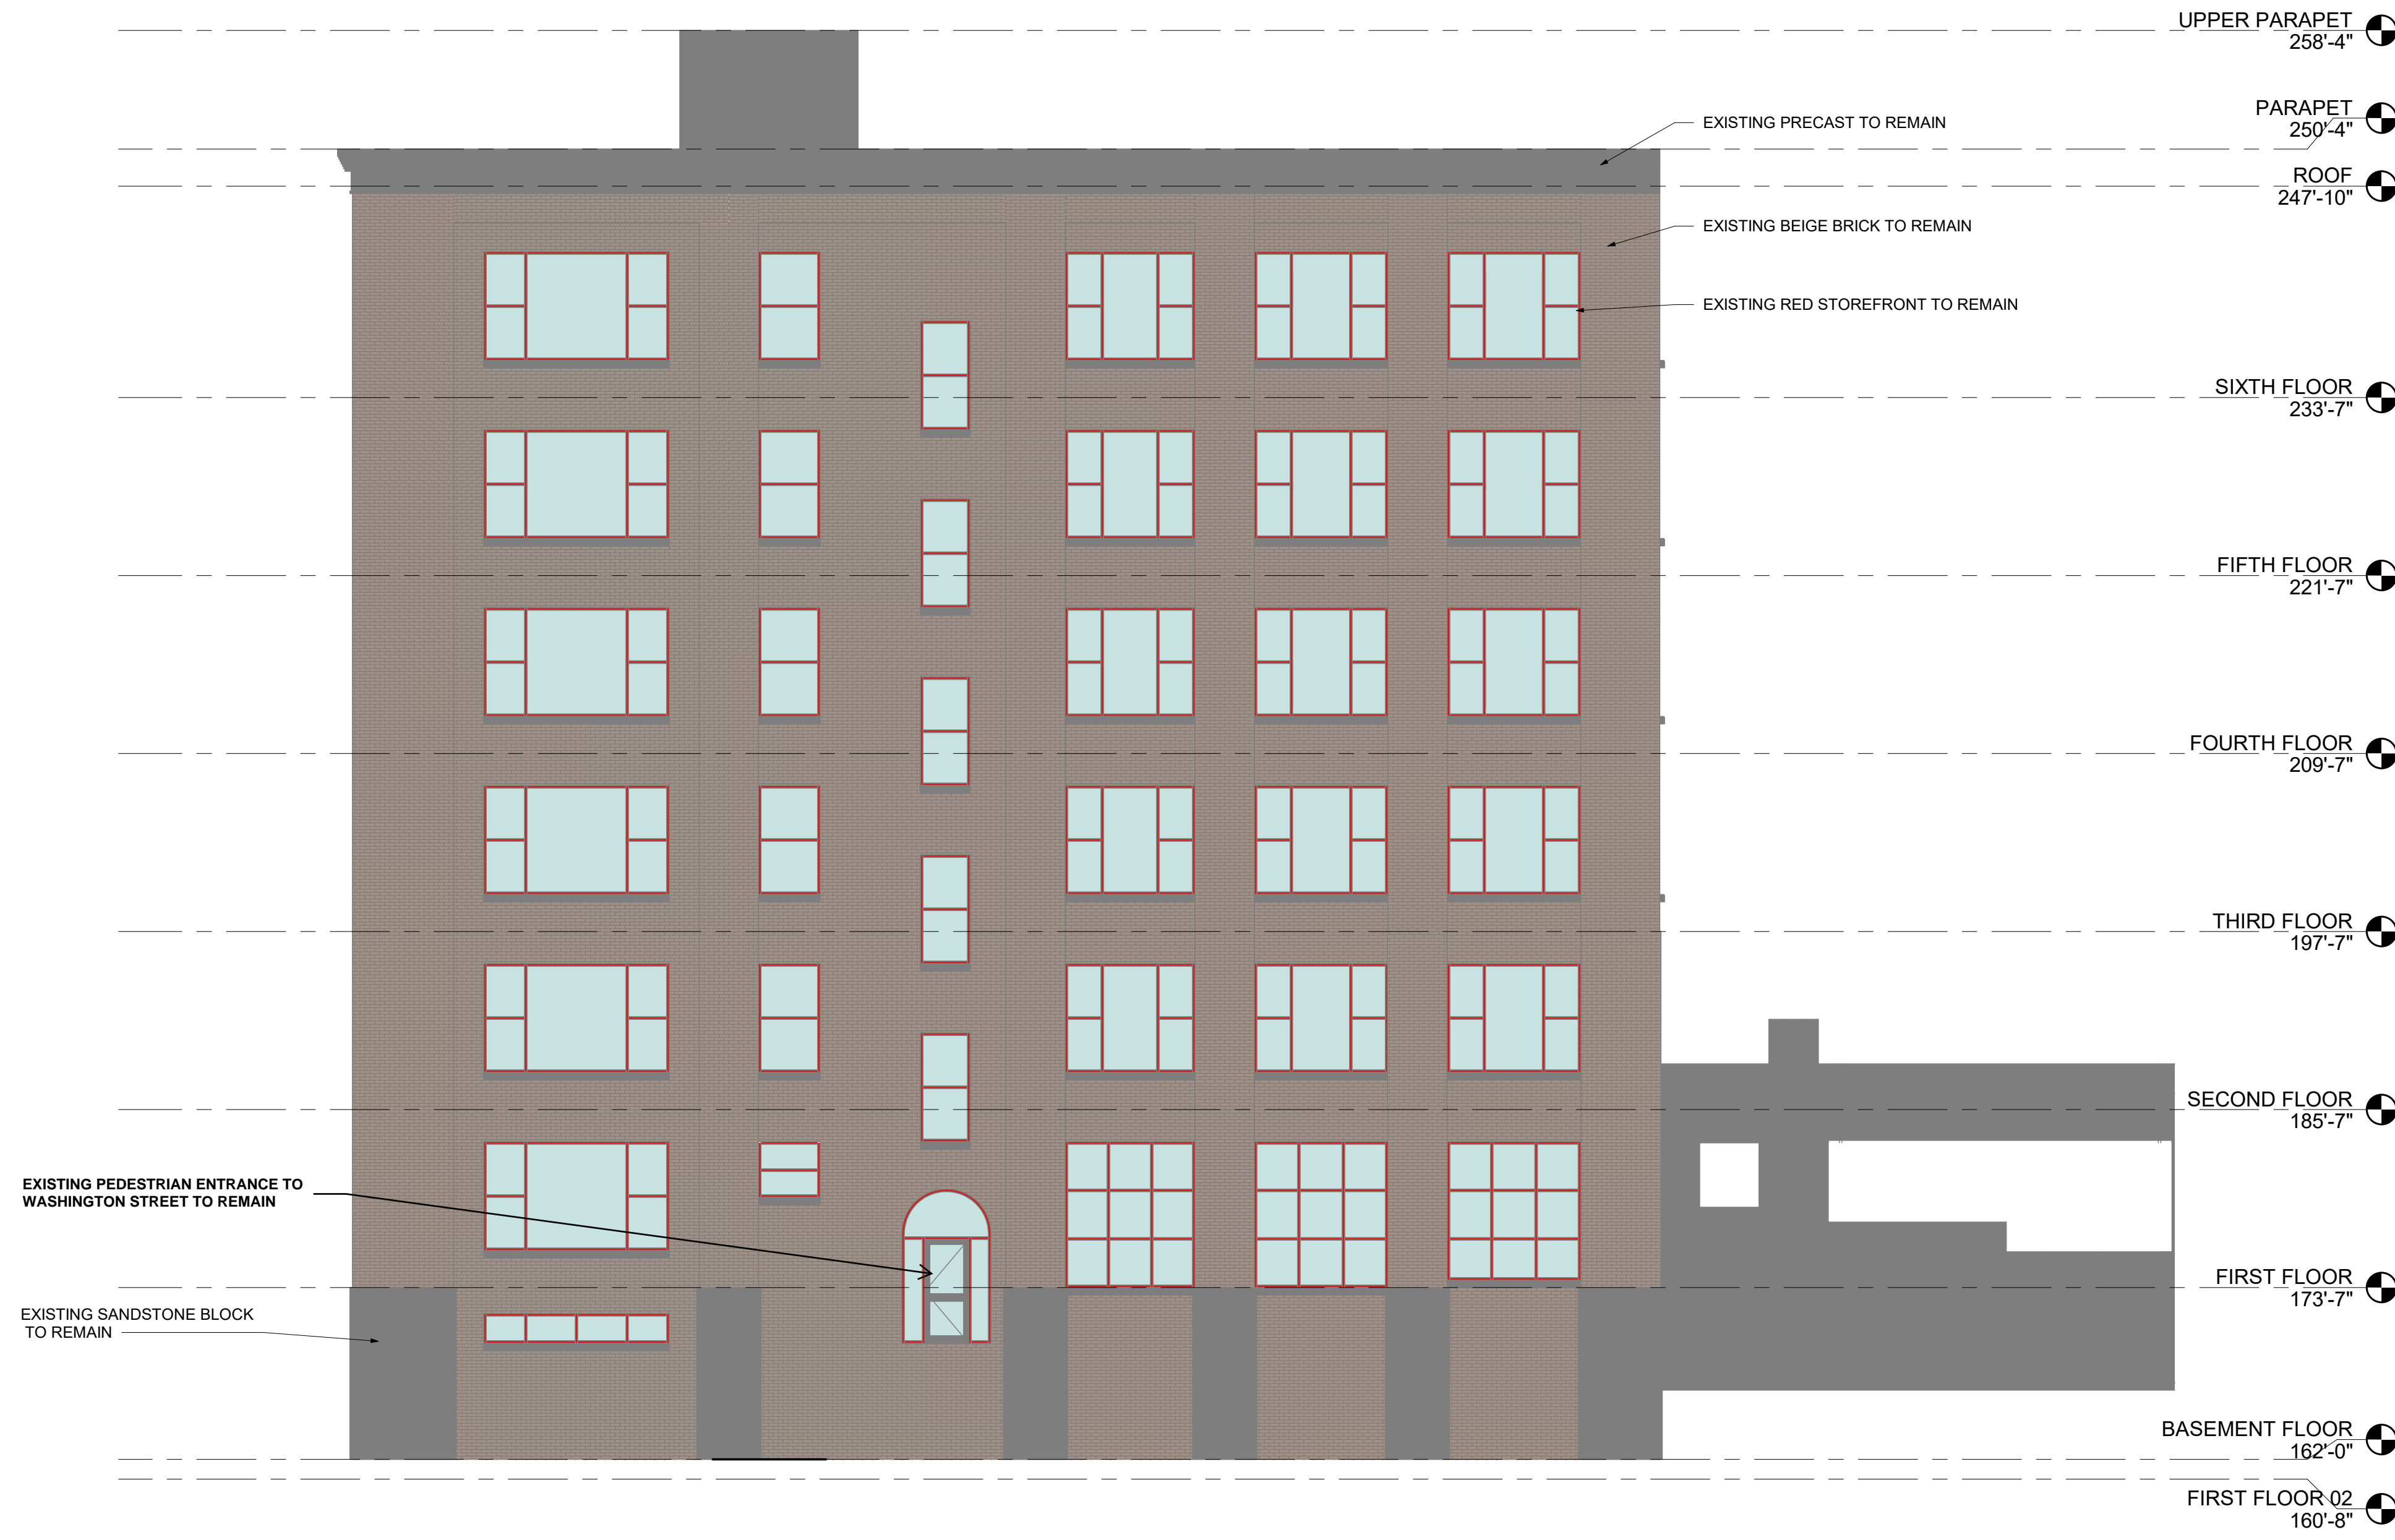 UPPER PARAPET
258'-4"
PARAPET
250'-4"
EXISTING PRECAST TO REMAIN
ROOF
247'-10"
EXISTING BEIGE BRICK TO REMAIN
EXISTING RED STOREFRONT TO REMAIN
SIXTH FLOOR
233'-7"
FIFTH FLOOR
221'-7"
FOURTH FLOOR
209'-7"
THIRD FLOOR
197'-7"
SECOND FLOOR
185'-7"
EXISTING PEDESTRIAN ENTRANCE TO
WASHINGTON STREET TO REMAIN
FIRST FLOOR
173'-7"
EXISTING SANDSTONE BLOCK
TO REMAIN
BASEMENT FLOOR
162'-0"
FIRST FLOOR 02
160'-8"